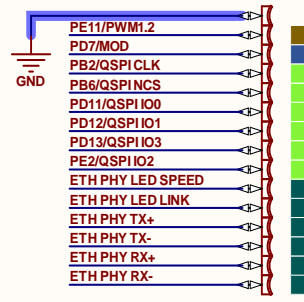 PE11/PWM1.2
PD7/MOD
PB2/QSPI CLK
GND
PB6/QSPI NCS
PD11/QSPI IO0
PD12/QSPI IO1
PD13/QSPI IO3
PE2/QSPI IO2
ETH PHY LED SPEED
ETH PHY LED LINK
ETH PHY TX+
ETH PHY TX-
ETH PHY RX+
ETH PHY RX-